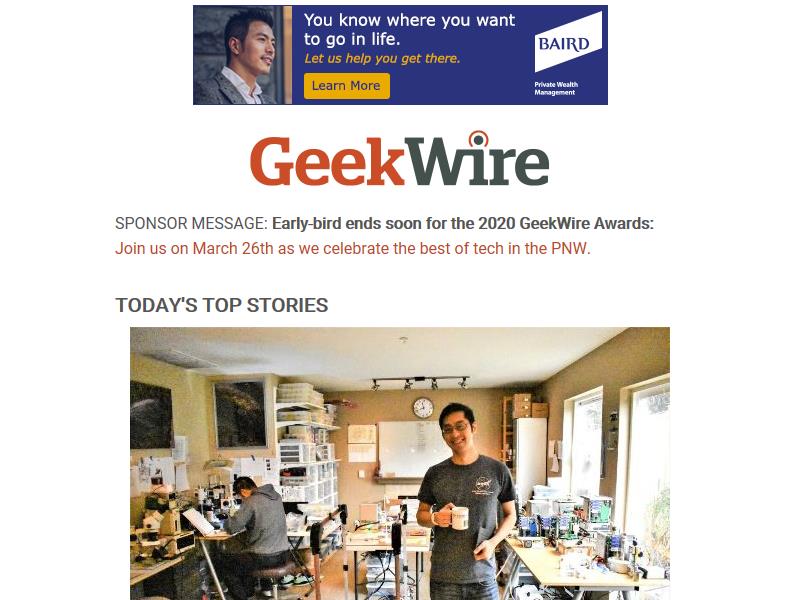 You know where you want
to go in life.
Let us help you get there.
Learn More
BAIRD
Private Wealth
Management
GeekWire
SPONSOR MESSAGE: Early-bird ends soon for the 2020 GeekWire Awards:
Join us on March 26th as we celebrate the best of tech in the PNW.
TODAY'S TOP STORIES